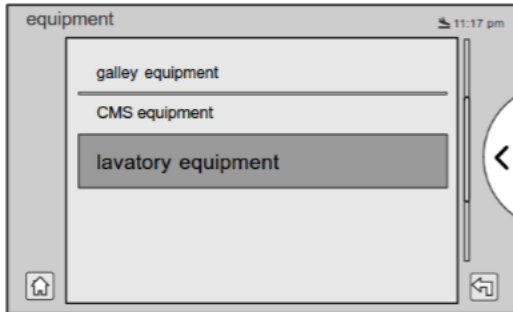 equipment
11:17 pm
galley equipment
CMS equipment
lavatory equipment